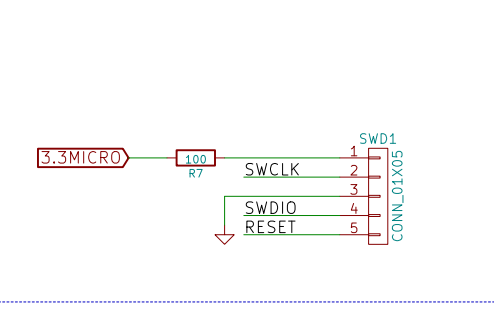 SWD1
3.3MICRO
100
R7
1
SWCLK
2
3
SWDIO
4
RESET
5
CONN_01X05